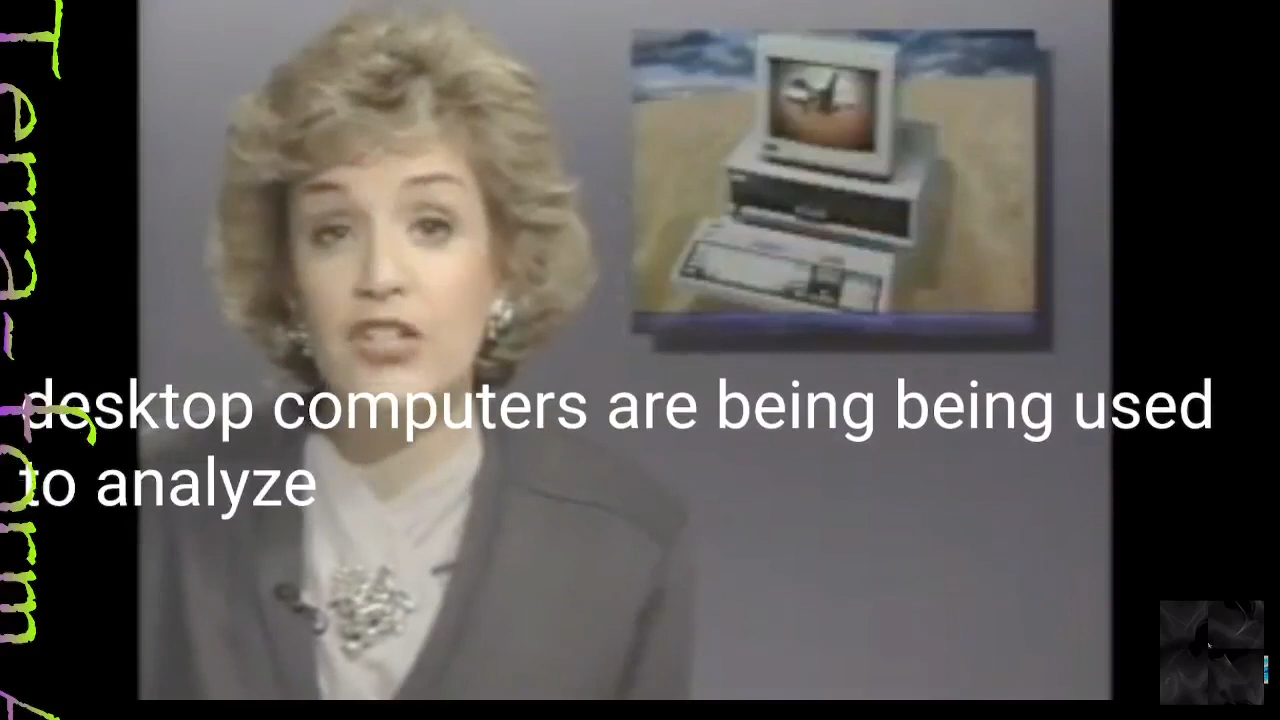 Terra-Form A
desktop computers are being being used
to analyze